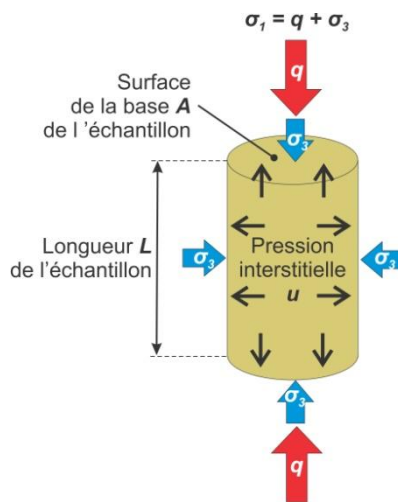 σ₁ = q + σ₃
q
Surface
de la base A
de l ’échantillon
σ₃
Longueur L
de l’échantillon
σ₃
Pression
interstitielle
u
σ₃
σ₃
q